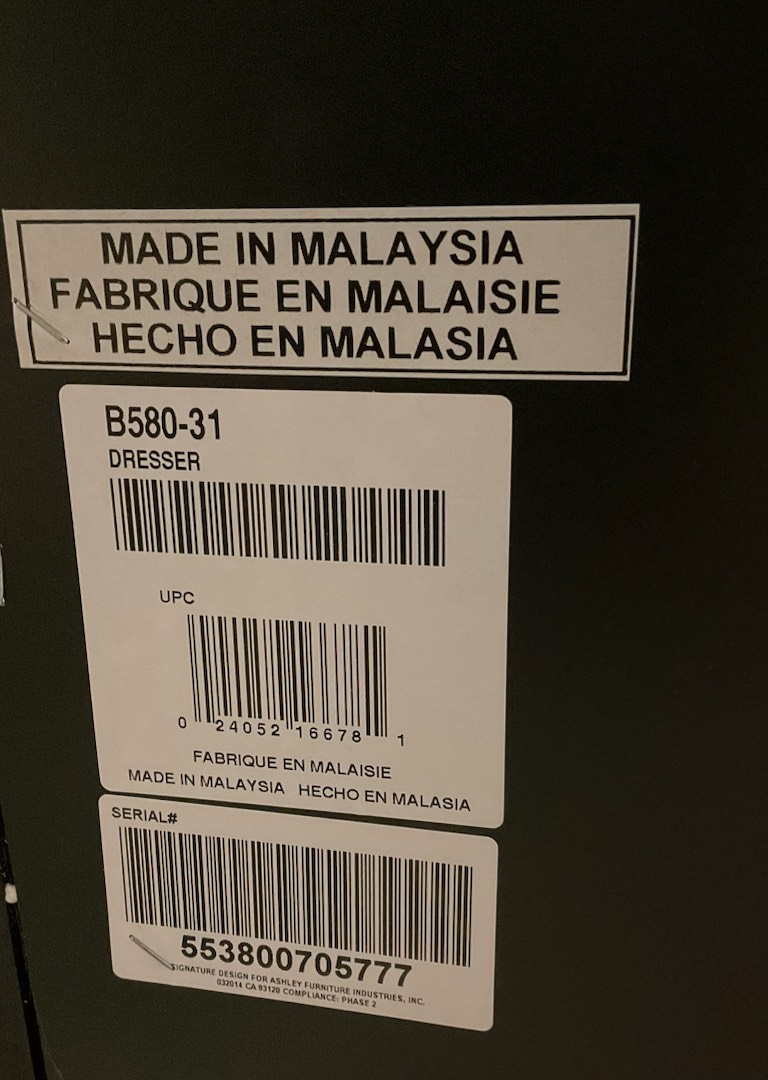 MADE IN MALAYSIA
FABRIQUE EN MALAISIE
HECHO EN MALASIA
B580-31
DRESSER
UPC
0 24052 16678 1
FABRIQUE EN MALAISIE
MADE IN MALAYSIA HECHO EN MALASIA
SERIAL#
553800705777
SIGNATURE DESIGN FOR ASHLEY FURNITURE INDUSTRIES, INC.
032014 CA 93120 COMPLIANCE: PHASE 2